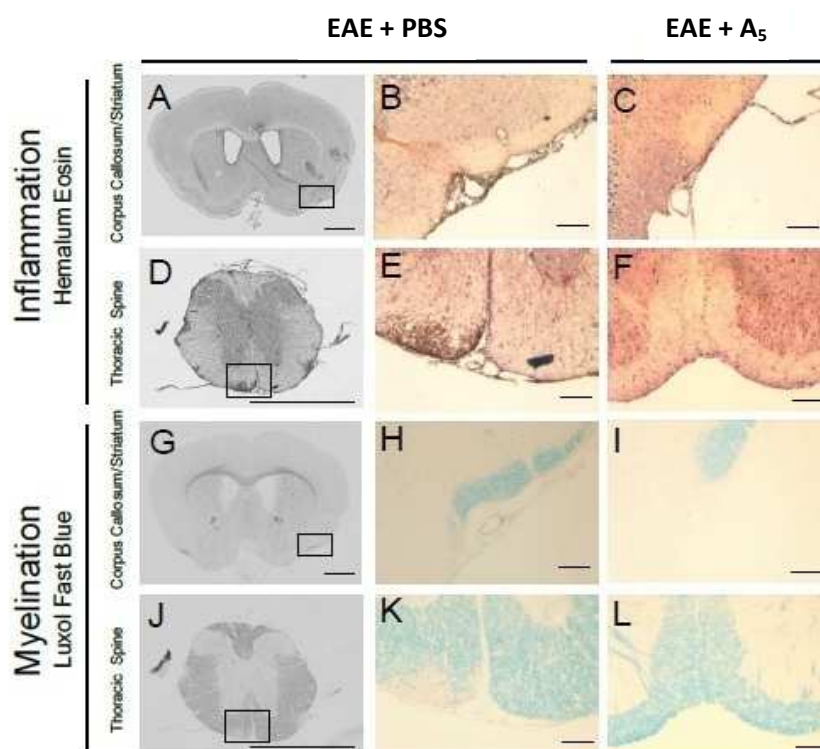 EAE + PBS
EAE + A₅
Inflammation
Hemalum Eosin
Corpus Callosum/Striatum
A
B
C
Thoracic Spine
D
E
F
Myelination
Luxol Fast Blue
Corpus Callosum/Striatum
G
H
I
Thoracic Spine
J
K
L